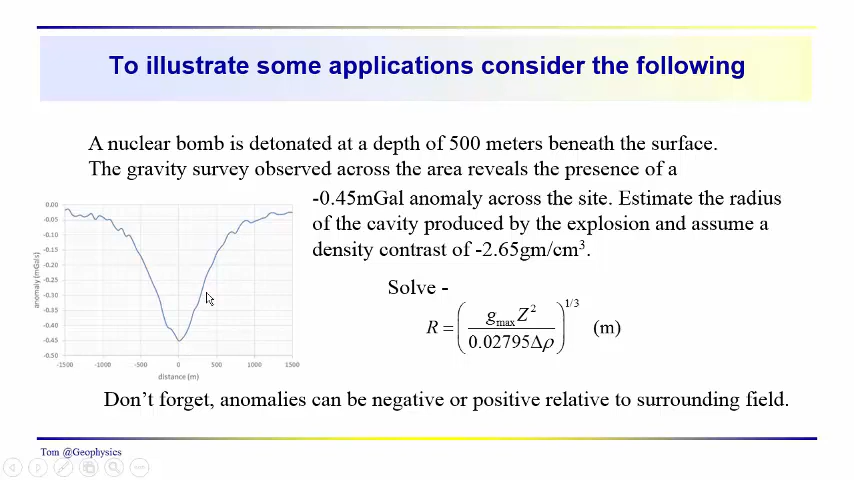 To illustrate some applications consider the following
A nuclear bomb is detonated at a depth of 500 meters beneath the surface.
The gravity survey observed across the area reveals the presence of a
-0.45mGal anomaly across the site. Estimate the radius
of the cavity produced by the explosion and assume a
density contrast of -2.65gm/cm³.
0.00
-0.05
-0.10
-0.15
-0.20
-0.25
-0.30
-0.35
-0.40
-0.45
-0.50
anomaly (mGals)
-1500 -1000 -500 0 500 1000 1500
distance (m)
Solve -
R = (g_max Z² / 0.02795Δρ)^1/3 (m)
Don't forget, anomalies can be negative or positive relative to surrounding field.
Tom @Geophysics